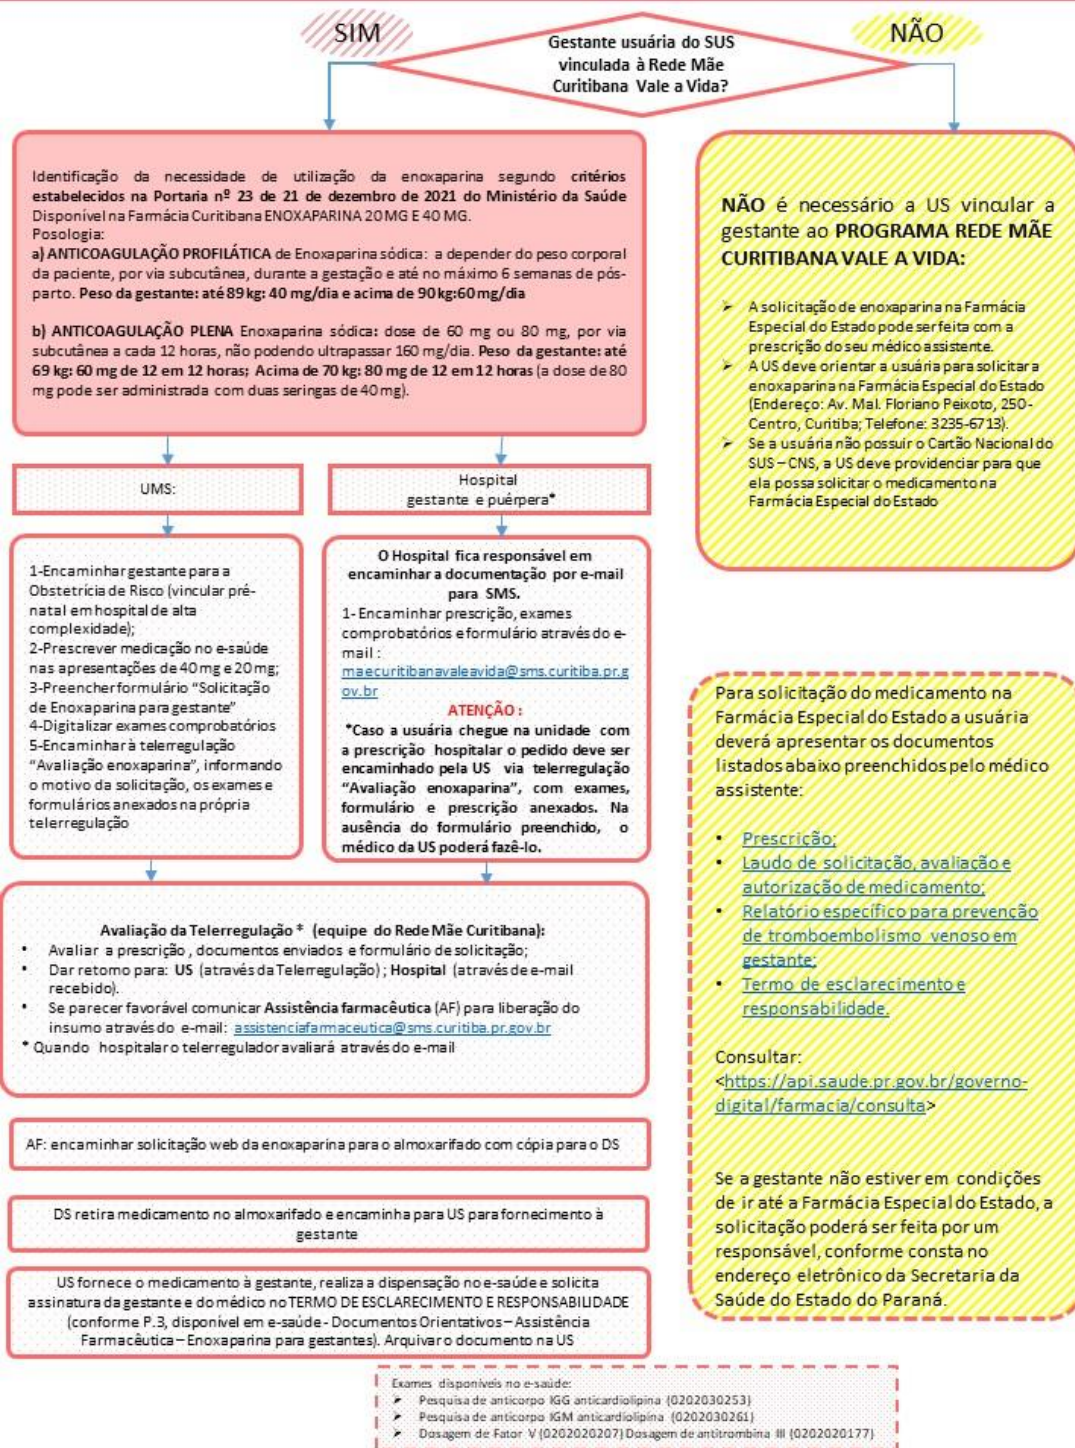 SIM
Gestante usuária do SUS
vinculada à Rede Mãe
Curitibana Vale a Vida?
NÃO
Identificação da necessidade de utilização da enoxaparina segundo critérios
estabelecidos na Portaria nº 23 de 21 de dezembro de 2021 do Ministério da Saúde
Disponível na Farmácia Curitibana ENOXAPARINA 20 MG E 40 MG.
Posologia:
a) ANTICOAGULAÇÃO PROFILÁTICA de Enoxaparina sódica: a depender do peso corporal
da paciente, por via subcutânea, durante a gestação e até no máximo 6 semanas de pós-
parto. Peso da gestante: até 89 kg: 40 mg/dia e acima de 90kg:60 mg/dia
b) ANTICOAGULAÇÃO PLENA Enoxaparina sódica: dose de 60 mg ou 80 mg, por via
subcutânea a cada 12 horas, não podendo ultrapassar 160 mg/dia. Peso da gestante: até
69 kg: 60 mg de 12 em 12 horas; Acima de 70 kg: 80 mg de 12 em 12 horas (a dose de 80
mg pode ser administrada com duas seringas de 40 mg).
UMS:
Hospital
gestante e puérpera*
1-Encaminhar gestante para a
Obstetrícia de Risco (vincular pré-
natal em hospital de alta
complexidade);
2-Prescrever medicação no e-saúde
nas apresentações de 40 mg e 20 mg;
3-Preencher formulário “Solicitação
de Enoxaparina para gestante”
4-Digitalizar exames comprobatórios
5-Encaminhar à telerregulação
“Avaliação enoxaparina”, informando
o motivo da solicitação, os exames e
formulários anexados na própria
telerregulação
O Hospital fica responsável em
encaminhar a documentação por e-mail
para SMS.
1- Encaminhar prescrição, exames
comprobatórios e formulário através do e-
mail :
maecuritibanavaleavida@sms.curitiba.pr.g
ov.br
ATENÇÃO :
*Caso a usuária chegue na unidade com
a prescrição hospitalar o pedido deve ser
encaminhado pela US via telerregulação
“Avaliação enoxaparina”, com exames,
formulário e prescrição anexados. Na
ausência do formulário preenchido, o
médico da US poderá fazê-lo.
Avaliação da Telerregulação * (equipe do Rede Mãe Curitibana):
• Avaliar a prescrição , documentos enviados e formulário de solicitação;
• Dar retorno para: US (através da Telerregulação) ; Hospital (através de e-mail
recebido).
• Se parecer favorável comunicar Assistência farmacêutica (AF) para liberação do
insumo através do e-mail: assistenciafarmaceutica@sms.curitiba.pr.gov.br
* Quando hospitalar o telerregulador avaliará através do e-mail
AF: encaminhar solicitação web da enoxaparina para o almoxarifado com cópia para o DS
DS retira medicamento no almoxarifado e encaminha para US para fornecimento à
gestante
US fornece o medicamento à gestante, realiza a dispensação no e-saúde e solicita
assinatura da gestante e do médico no TERMO DE ESCLARECIMENTO E RESPONSABILIDADE
(conforme P.3, disponível em e-saúde - Documentos Orientativos – Assistência
Farmacêutica – Enoxaparina para gestantes). Arquivar o documento na US
NÃO é necessário a US vincular a
gestante ao PROGRAMA REDE MÃE
CURITIBANA VALE A VIDA:
➢ A solicitação de enoxaparina na Farmácia
Especial do Estado pode ser feita com a
prescrição do seu médico assistente.
➢ A US deve orientar a usuária para solicitar a
enoxaparina na Farmácia Especial do Estado
(Endereço: Av. Mal. Floriano Peixoto, 250 -
Centro, Curitiba; Telefone: 3235-6713).
➢ Se a usuária não possuir o Cartão Nacional do
SUS – CNS, a US deve providenciar para que
ela possa solicitar o medicamento na
Farmácia Especial do Estado
Para solicitação do medicamento na
Farmácia Especial do Estado a usuária
deverá apresentar os documentos
listados abaixo preenchidos pelo médico
assistente:
• Prescrição;
• Laudo de solicitação, avaliação e
autorização de medicamento;
• Relatório específico para prevenção
de tromboembolismo venoso em
gestante;
• Termo de esclarecimento e
responsabilidade.
Consultar:
<https://api.saude.pr.gov.br/governo-
digital/farmacia/consulta>
Se a gestante não estiver em condições
de ir até a Farmácia Especial do Estado, a
solicitação poderá ser feita por um
responsável, conforme consta no
endereço eletrônico da Secretaria da
Saúde do Estado do Paraná.
Exames disponíveis no e-saúde:
➢ Pesquisa de anticorpo IGG anticardiolipina (0202030253)
➢ Pesquisa de anticorpo IGM anticardiolipina (0202030261)
➢ Dosagem de Fator V (0202020207) Dosagem de antitrombina III (0202020177)